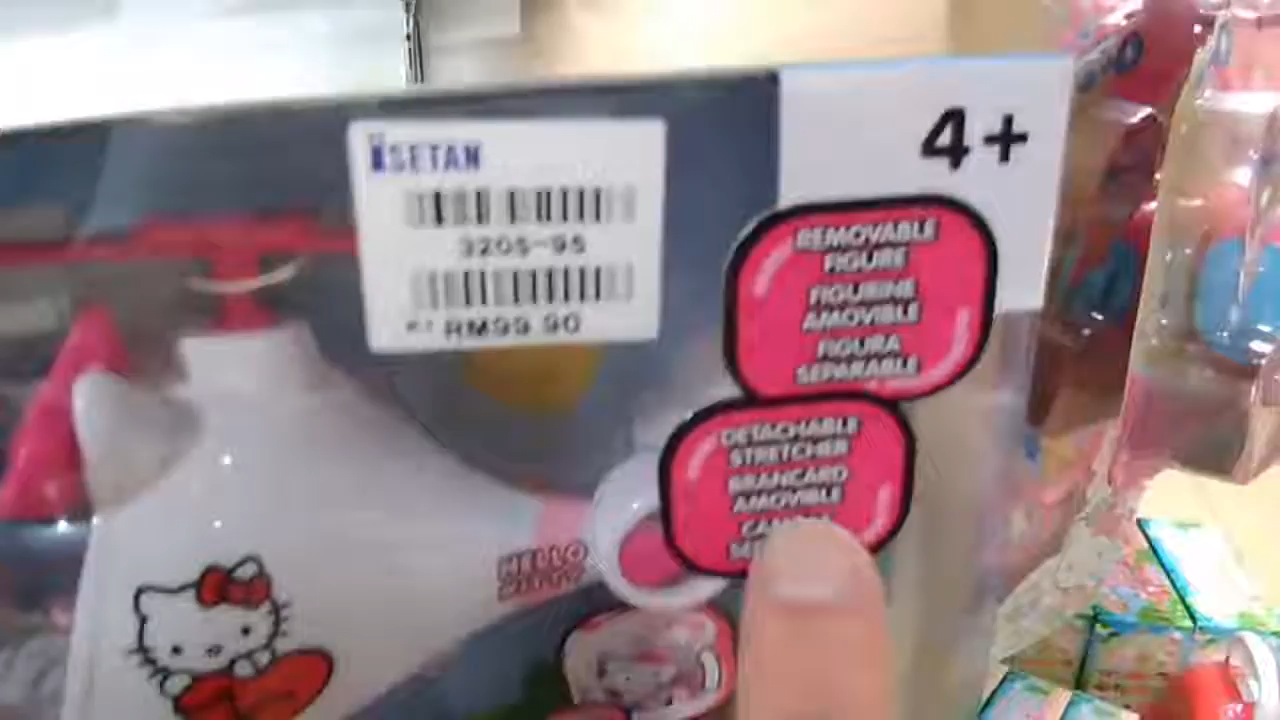 ISETAN
3205-95
RM99.90
4+
REMOVABLE
FIGURE
FIGURINE
AMOVIBLE
FIGURA
SEPARABLE
DETACHABLE
STRETCHER
BRANCARD
AMOVIBLE
HELLO
KITTY